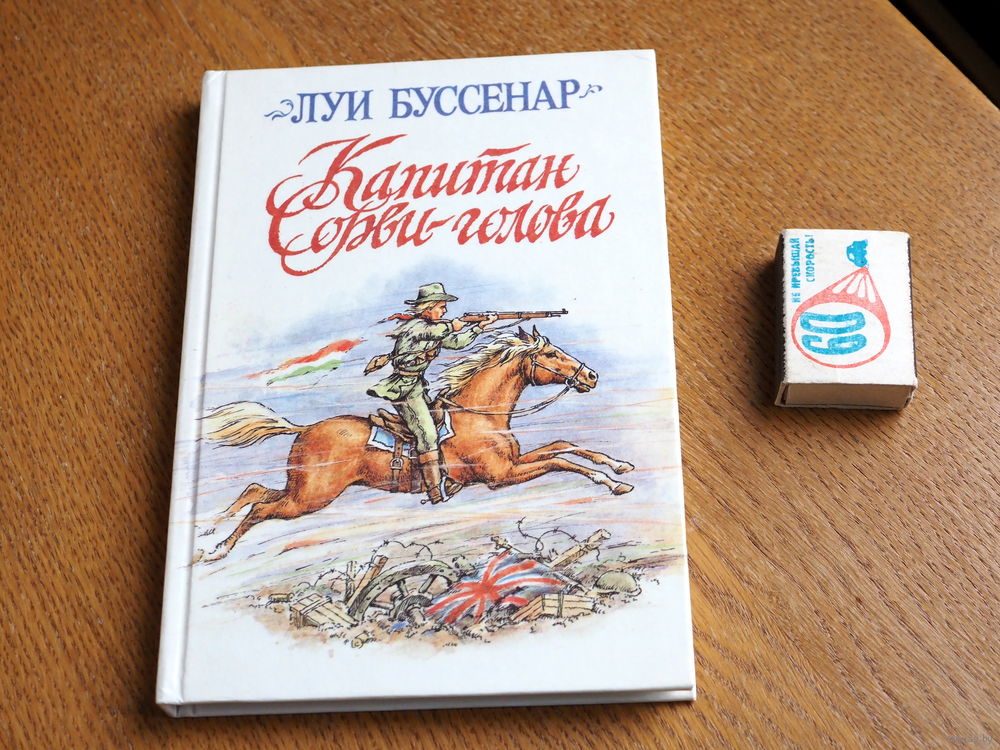 ЛУИ БУССЕНАР
Капитан
Сорви-голова
НЕ ПРЕВЫШАЙ
СКОРОСТЬ!
60